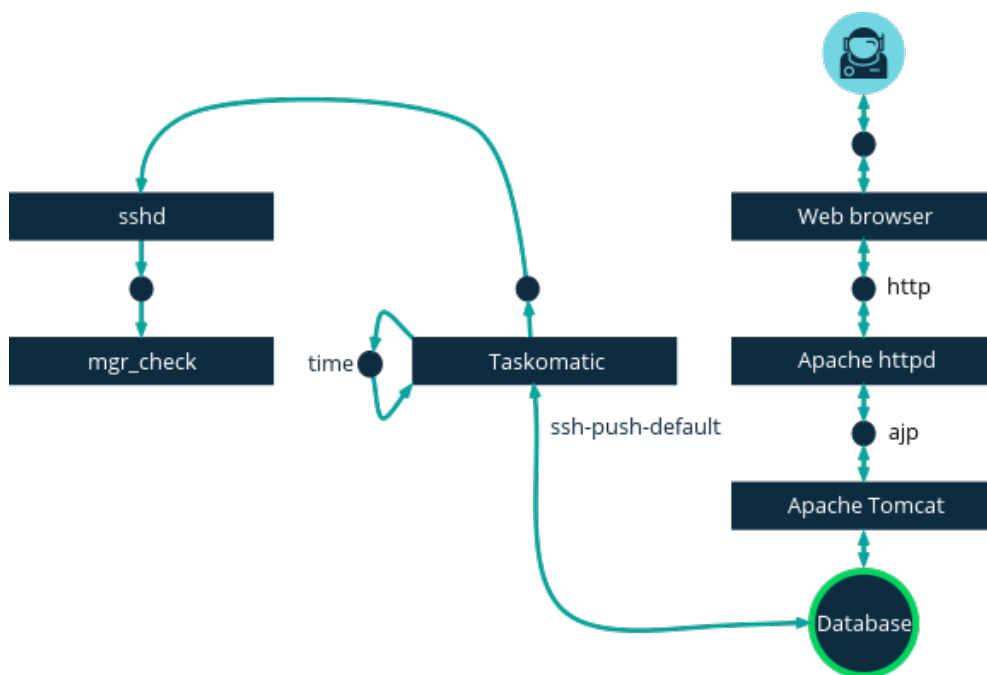 sshd
Web browser
http
mgr_check
time
Taskomatic
Apache httpd
ssh-push-default
ajp
Apache Tomcat
Database